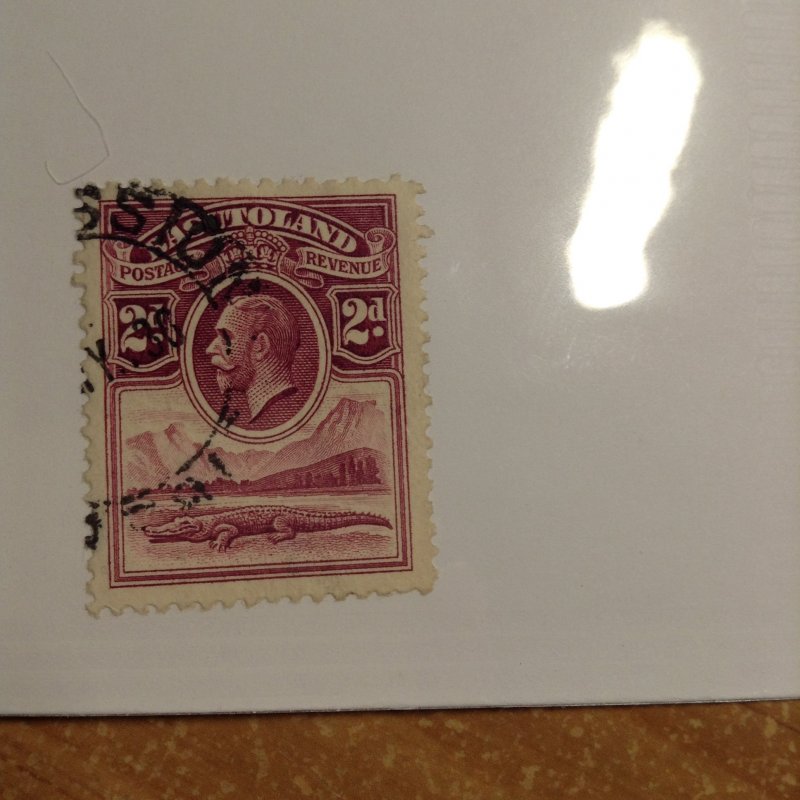 BASUTOLAND
POSTAGE REVENUE
2d. 2d.